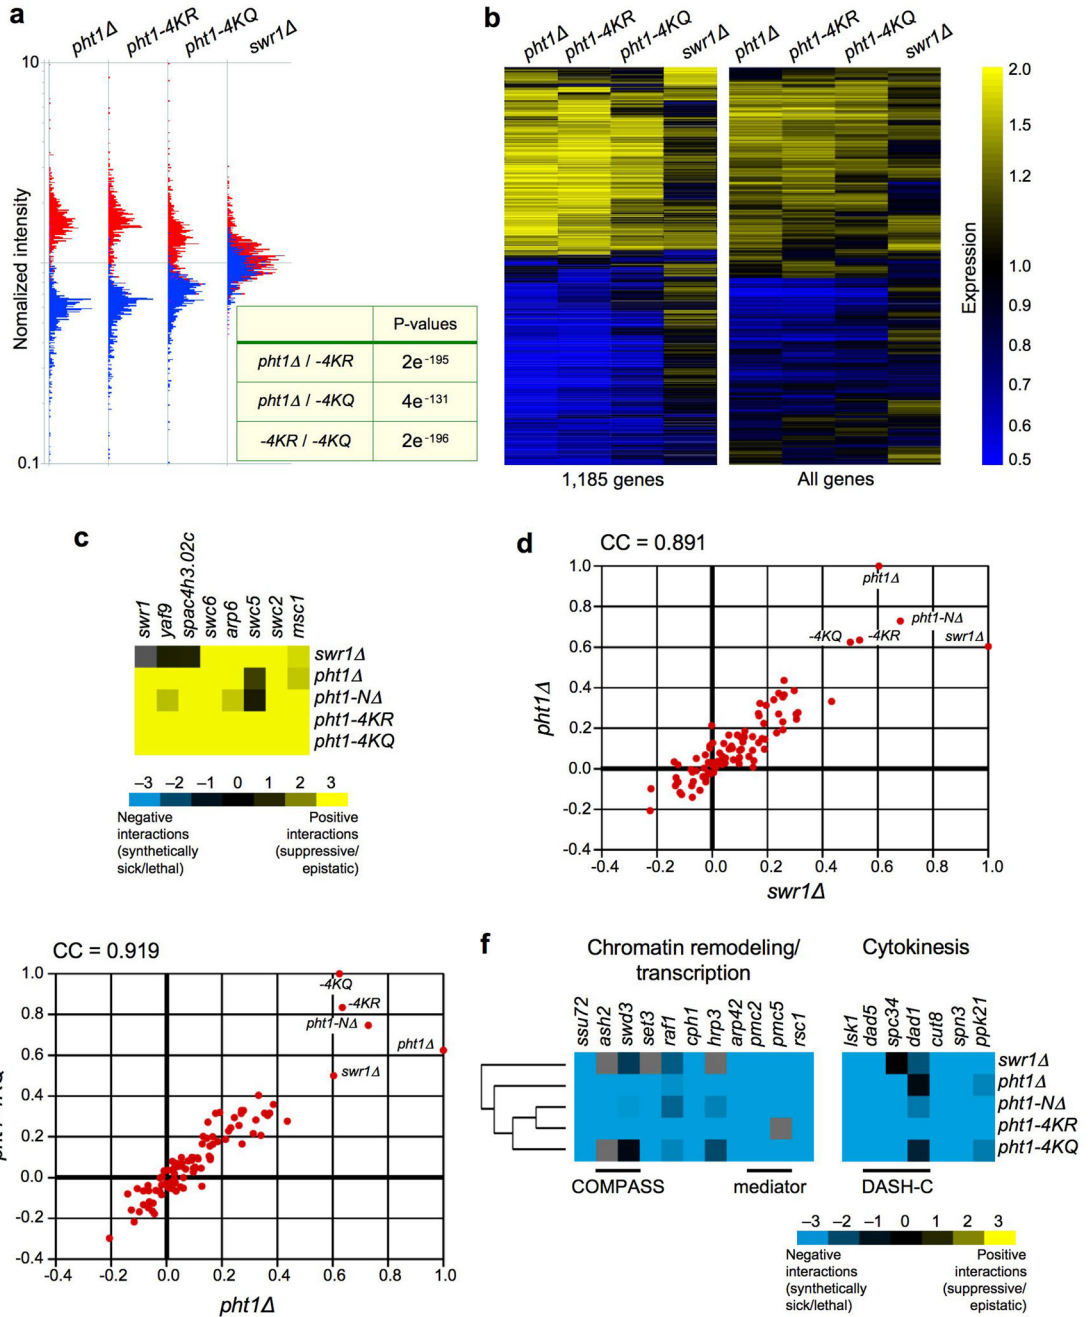 a
pht1Δ pht1-4KR pht1-4KQ swr1Δ
10
Nomalized intensity
0.1
P-values
pht1Δ / -4KR 2e-195
pht1Δ / -4KQ 4e-131
-4KR / -4KQ 2e-196
b
pht1Δ pht1-4KR pht1-4KQ swr1Δ pht1Δ pht1-4KR pht1-4KQ swr1Δ
2.0
1.5
1.2
1.0
0.9
0.8
0.7
0.6
0.5
Expression
1,185 genes All genes
c
swr1 yaf9 spac4h3.02c swc6 arp6 swc5 swc2 msc1
swr1Δ
pht1Δ
pht1-NΔ
pht1-4KR
pht1-4KQ
–3 –2 –1 0 1 2 3
Negative interactions (synthetically sick/lethal)
Positive interactions (suppressive/ epistatic)
d
CC = 0.891
1.0
0.8
0.6
0.4
0.2
0.0
-0.2
-0.4
pht1Δ
pht1Δ
pht1-NΔ
-4KQ -4KR swr1Δ
-0.4 -0.2 0.0 0.2 0.4 0.6 0.8 1.0
swr1Δ
CC = 0.919
1.0
0.8
0.6
0.4
0.2
0.0
-0.2
-0.4
-4KQ
-4KR
pht1-NΔ
pht1Δ
swr1Δ
-0.4 -0.2 0.0 0.2 0.4 0.6 0.8 1.0
pht1Δ
f
Chromatin remodeling/
transcription
Cytokinesis
ssu72 ash2 swd3 set3 raf1 cph1 hrp3 arp42 pmc2 pmc5 rsc1
lsk1 dad5 spc34 dad1 cut8 spn3 ppk21
swr1Δ
pht1Δ
pht1-NΔ
pht1-4KR
pht1-4KQ
COMPASS mediator DASH-C
–3 –2 –1 0 1 2 3
Negative interactions (synthetically sick/lethal)
Positive interactions (suppressive/ epistatic)